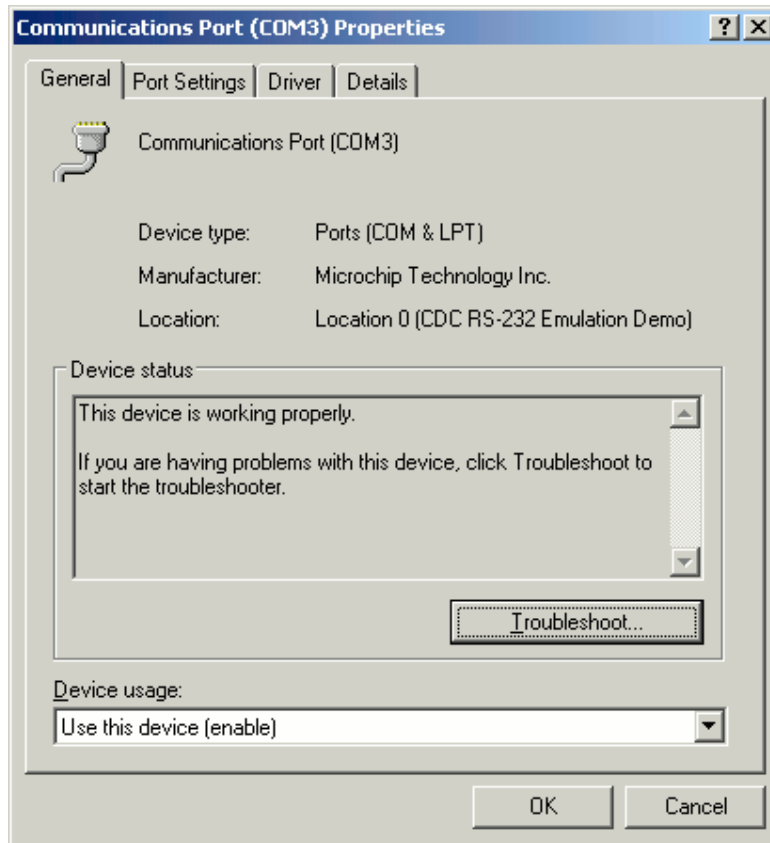 Communications Port (COM3) Properties
? X
General Port Settings Driver Details
Communications Port (COM3)
Device type: Ports (COM & LPT)
Manufacturer: Microchip Technology Inc.
Location: Location 0 (CDC RS-232 Emulation Demo)
Device status
This device is working properly.
If you are having problems with this device, click Troubleshoot to
start the troubleshooter.
Troubleshoot...
Device usage:
Use this device (enable)
OK Cancel